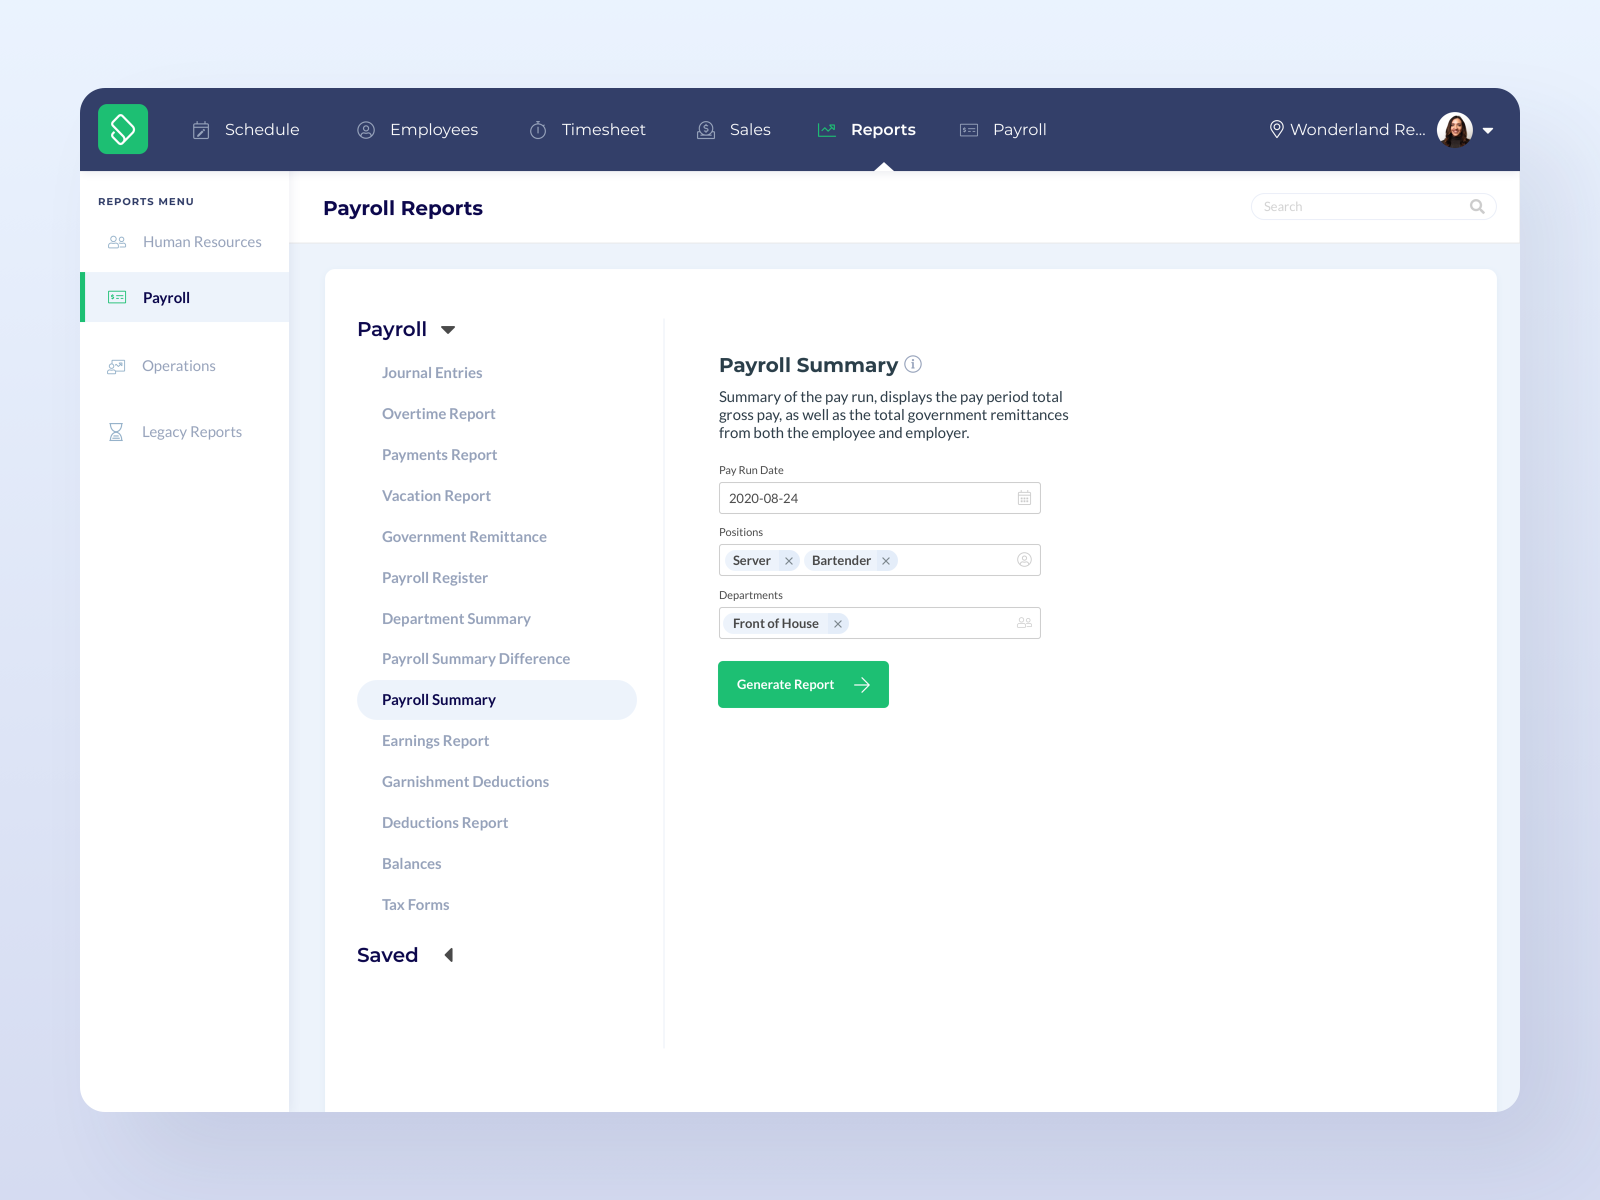 Schedule
Employees
Timesheet
Sales
Reports
Payroll
Wonderland Re...
REPORTS MENU
Human Resources
Payroll
Operations
Legacy Reports
Payroll Reports
Search
Payroll
Journal Entries
Overtime Report
Payments Report
Vacation Report
Government Remittance
Payroll Register
Department Summary
Payroll Summary Difference
Payroll Summary
Earnings Report
Garnishment Deductions
Deductions Report
Balances
Tax Forms
Saved
Payroll Summary
Summary of the pay run, displays the pay period total
gross pay, as well as the total government remittances
from both the employee and employer.
Pay Run Date
2020-08-24
Positions
Server
Bartender
Departments
Front of House
Generate Report